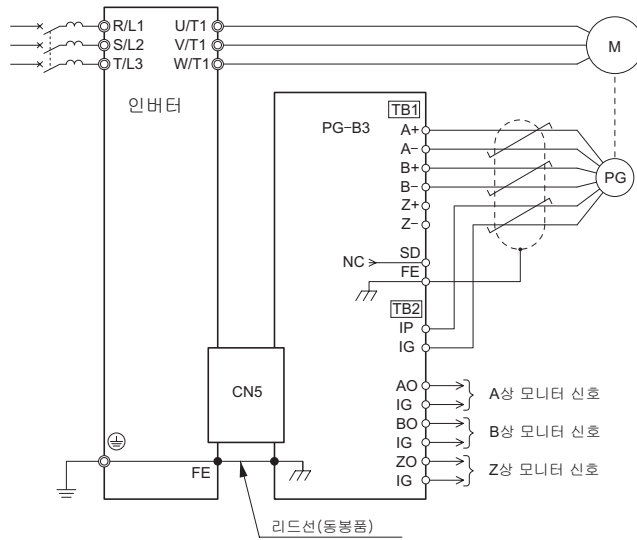 R/L1 U/T1
S/L2 V/T1
T/L3 W/T1
M
인버터
PG-B3
TB1
A+
A-
B+
B-
Z+
Z-
PG
NC SD
FE
TB2
IP
IG
CN5
AO
IG
A상 모니터 신호
BO
IG
B상 모니터 신호
ZO
IG
Z상 모니터 신호
FE
리드선(동봉품)